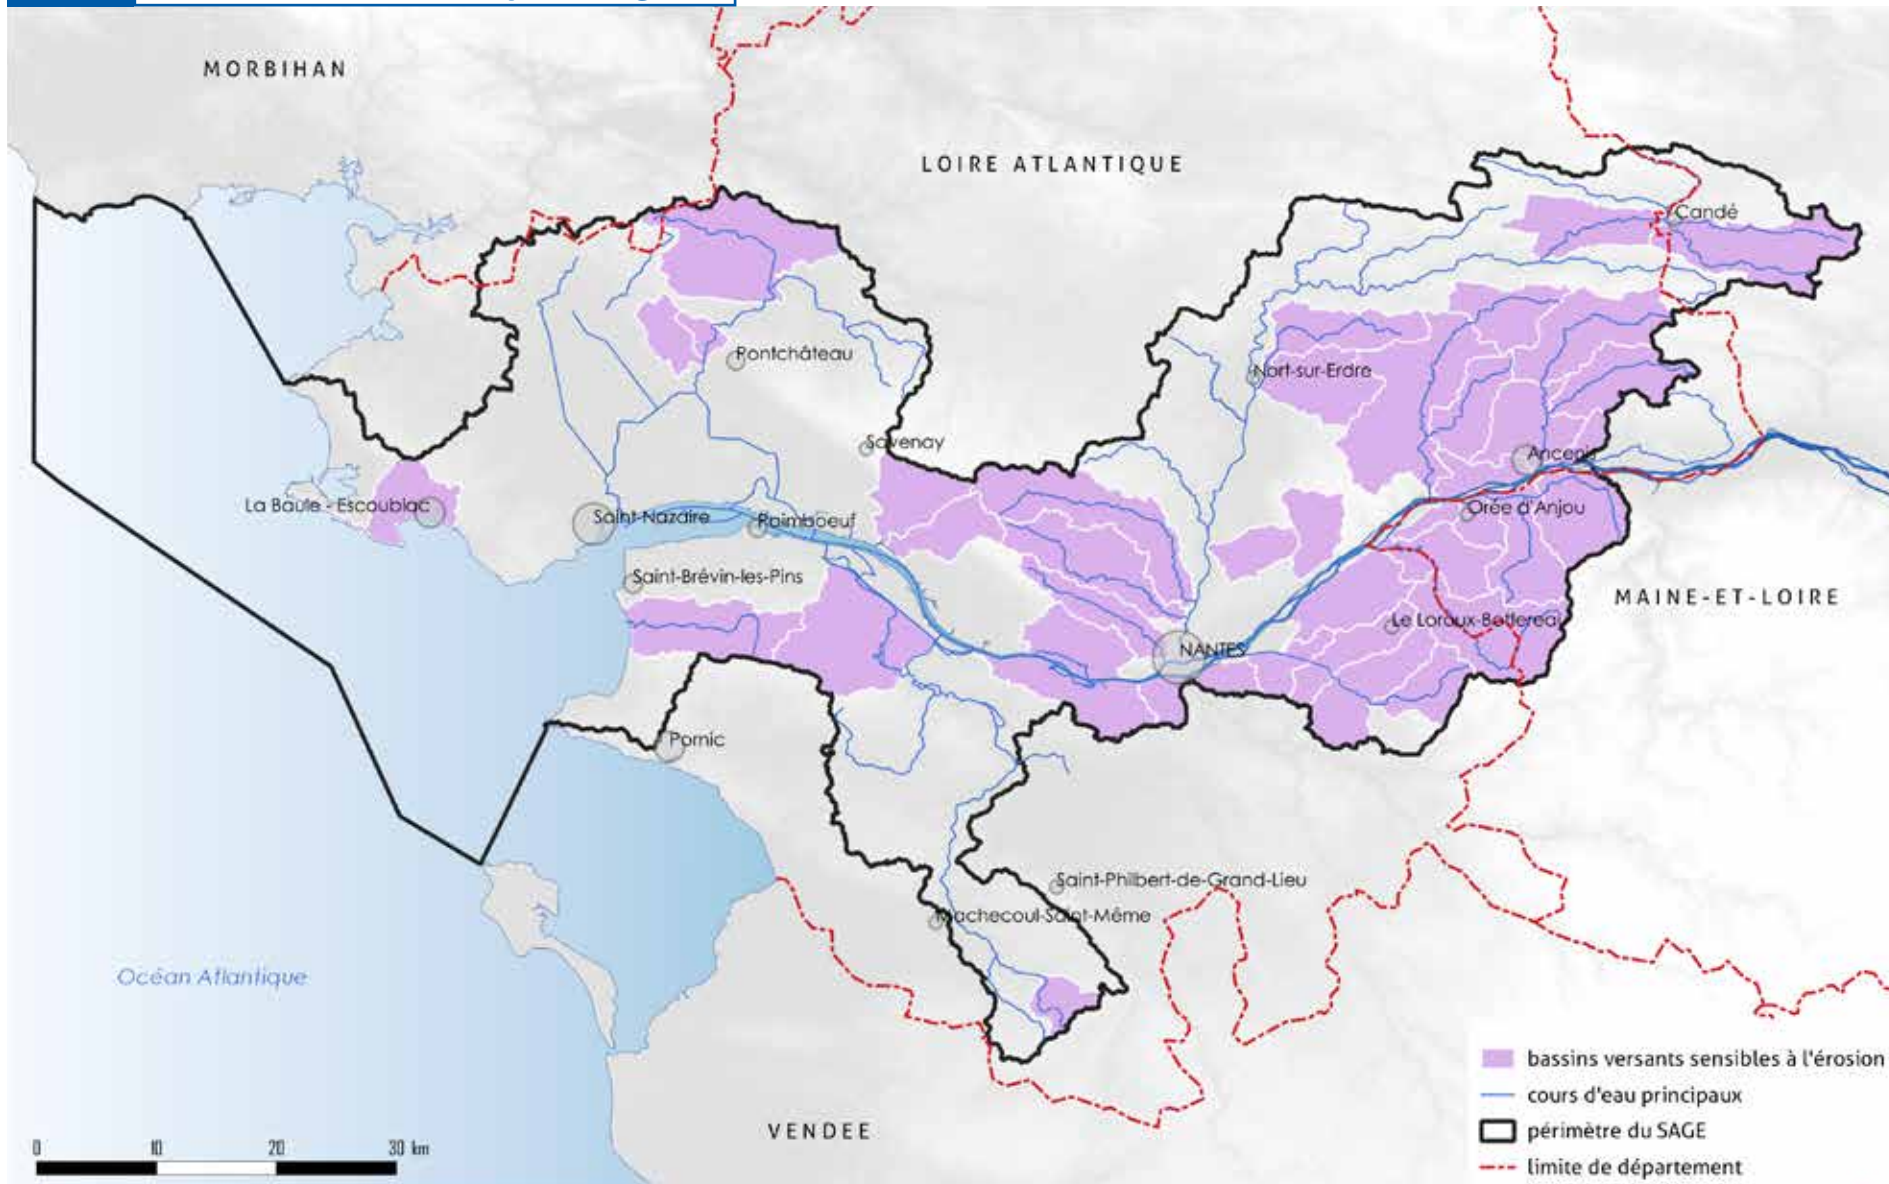 MORBIHAN
LOIRE ATLANTIQUE
Candé
Pontchâteau
Nort-sur-Erdre
Savenay
Ancenis
La Baule - Escoublac
Saint-Nazaire
Paimboeuf
Orée d'Anjou
Saint-Brévin-les-Pins
MAINE-ET-LOIRE
Le Loroux-Bottereau
NANTES
Pornic
Saint-Philbert-de-Grand-Lieu
Machecoul-Saint-Même
Océan Atlantique
VENDEE
bassins versants sensibles à l'érosion
cours d'eau principaux
périmètre du SAGE
limite de département
0 10 20 30 km